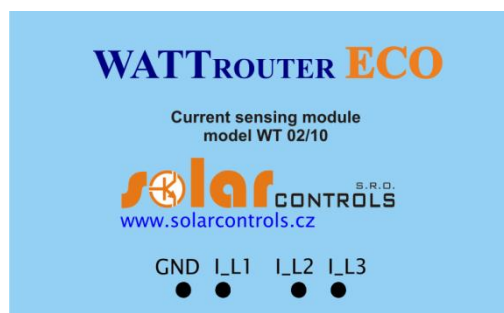 WATTROUTER ECO
Current sensing module
model WT 02/10
solar CONTROLS S.R.O.
www.solarcontrols.cz
GND I_L1 I_L2 I_L3